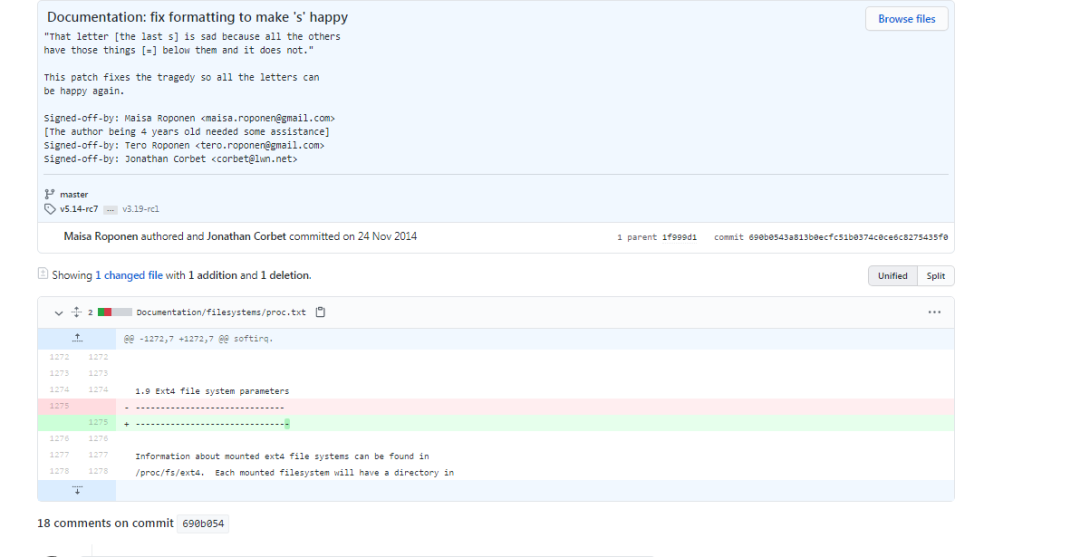 Documentation: fix formatting to make 's' happy
Browse files
"That letter [the last s] is sad because all the others
have those things [=] below them and it does not."
This patch fixes the tragedy so all the letters can
be happy again.
Signed-off-by: Maisa Roponen <maisa.roponen@gmail.com>
[The author being 4 years old needed some assistance]
Signed-off-by: Tero Roponen <tero.roponen@gmail.com>
Signed-off-by: Jonathan Corbet <corbet@lwn.net>
master
v5.14-rc7 ... v3.19-rc1
Maisa Roponen authored and Jonathan Corbet committed on 24 Nov 2014
1 parent 1f999d1 commit 690b0543a813b0ecfc51b0374c0ce6c8275435f0
Showing 1 changed file with 1 addition and 1 deletion.
Unified Split
2 Documentation/filesystems/proc.txt
...
@@ -1272,7 +1272,7 @@ softirq.
1272 1272
1273 1273
1274 1274 1.9 Ext4 file system parameters
1275 - ------------------------------
1275 + -------------------------------
1276 1276
1277 1277 Information about mounted ext4 file systems can be found in
1278 1278 /proc/fs/ext4. Each mounted filesystem will have a directory in
18 comments on commit 690b054